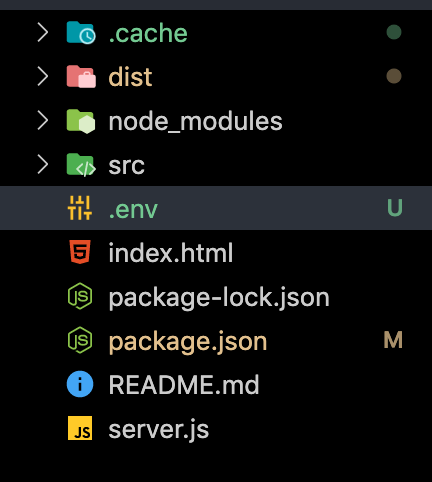 .cache
dist
node_modules
src
.env U
index.html
package-lock.json
package.json M
README.md
server.js